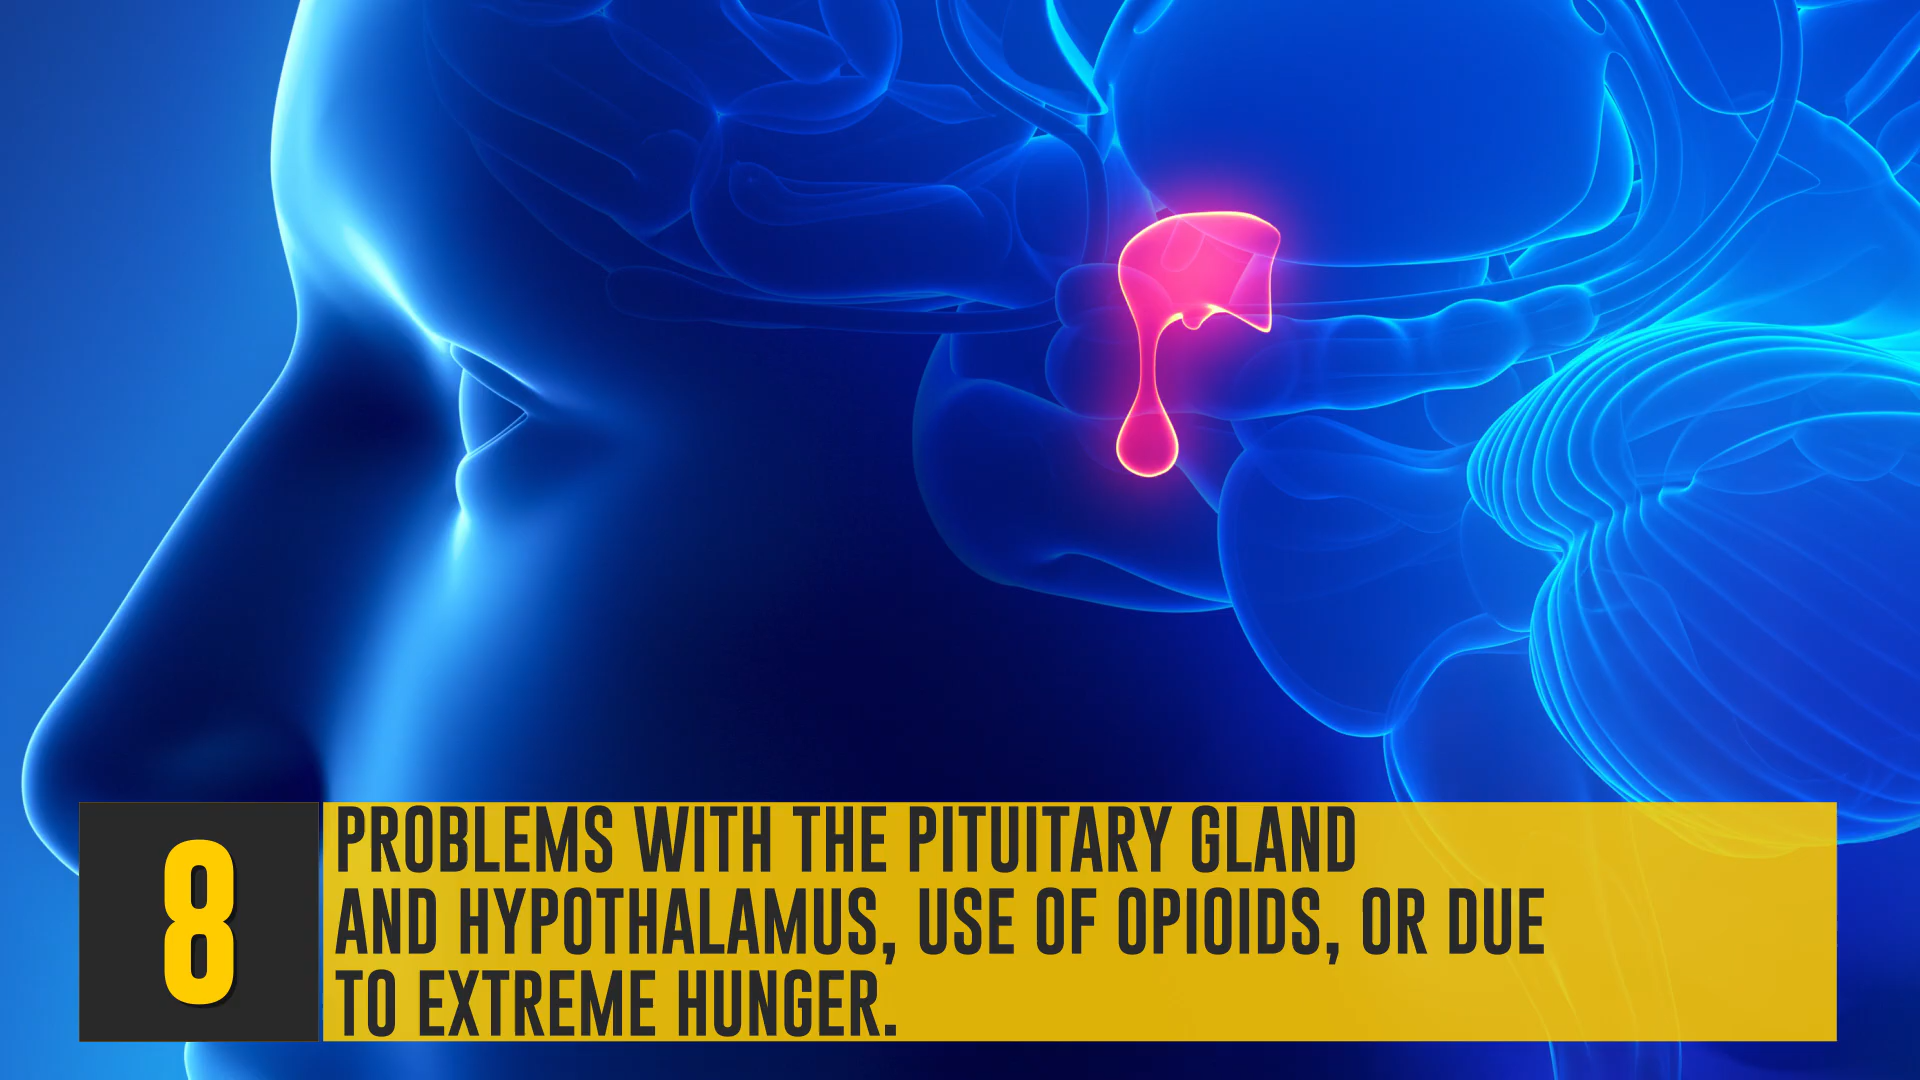 8
PROBLEMS WITH THE PITUITARY GLAND
AND HYPOTHALAMUS, USE OF OPIOIDS, OR DUE
TO EXTREME HUNGER.